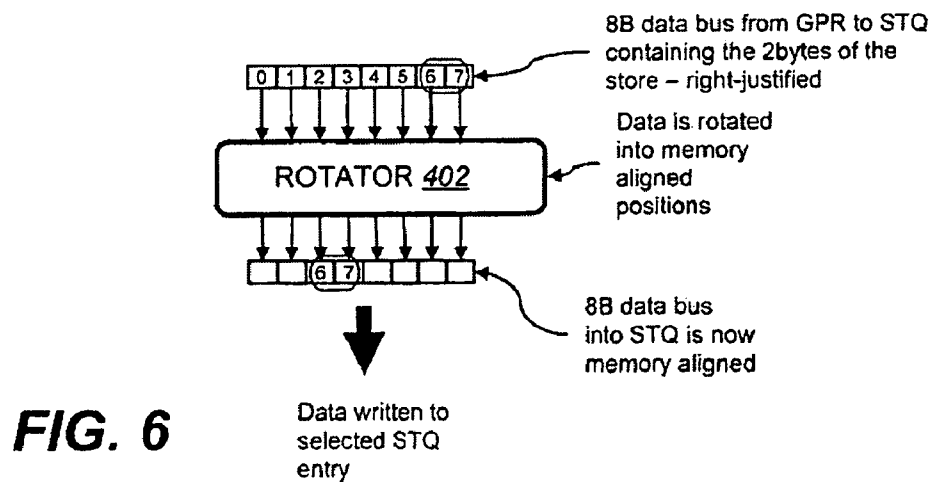 8B data bus from GPR to STQ
containing the 2bytes of the
store – right-justified
0 1 2 3 4 5 6 7
Data is rotated
into memory
aligned
positions
ROTATOR 402
6 7
8B data bus
into STQ is now
memory aligned
Data written to
selected STQ
entry
FIG. 6